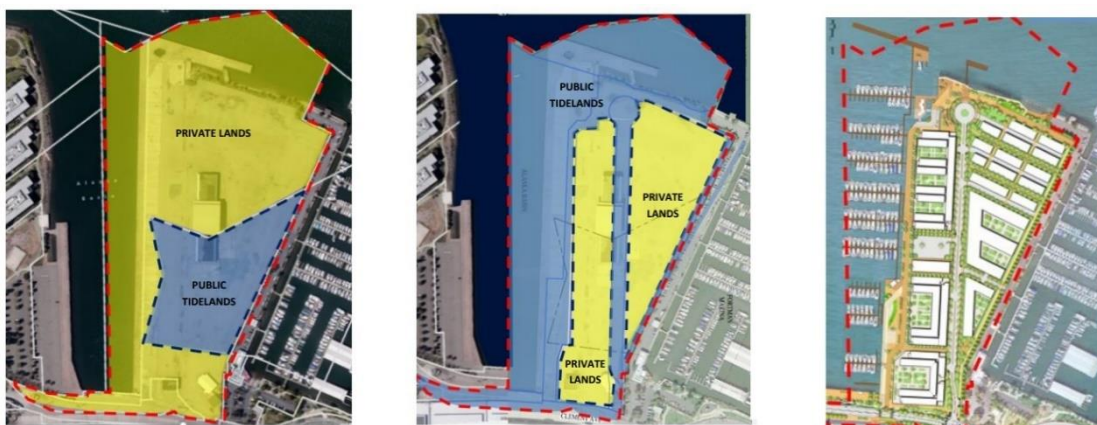 PRIVATE LANDS
PUBLIC
TIDELANDS
PUBLIC
TIDELANDS
PRIVATE
LANDS
PRIVATE
LANDS